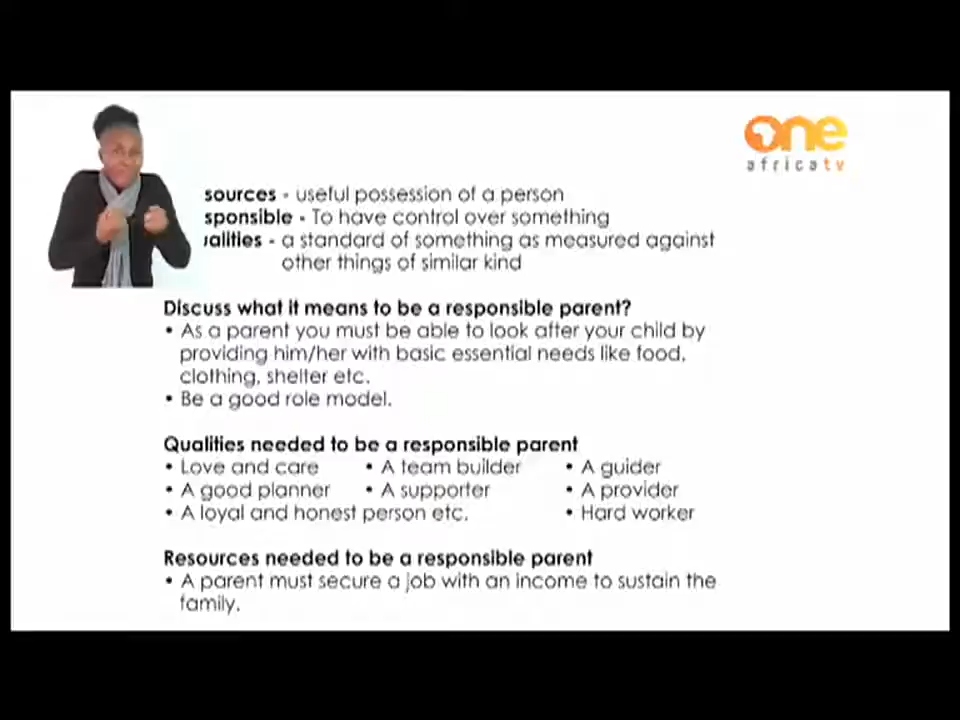 one
africatv
sources - useful possession of a person
sponsible - To have control over something
alities - a standard of something as measured against
other things of similar kind
Discuss what it means to be a responsible parent?
• As a parent you must be able to look after your child by
providing him/her with basic essential needs like food,
clothing, shelter etc.
• Be a good role model.
Qualities needed to be a responsible parent
• Love and care • A team builder • A guider
• A good planner • A supporter • A provider
• A loyal and honest person etc. • Hard worker
Resources needed to be a responsible parent
• A parent must secure a job with an income to sustain the
family.